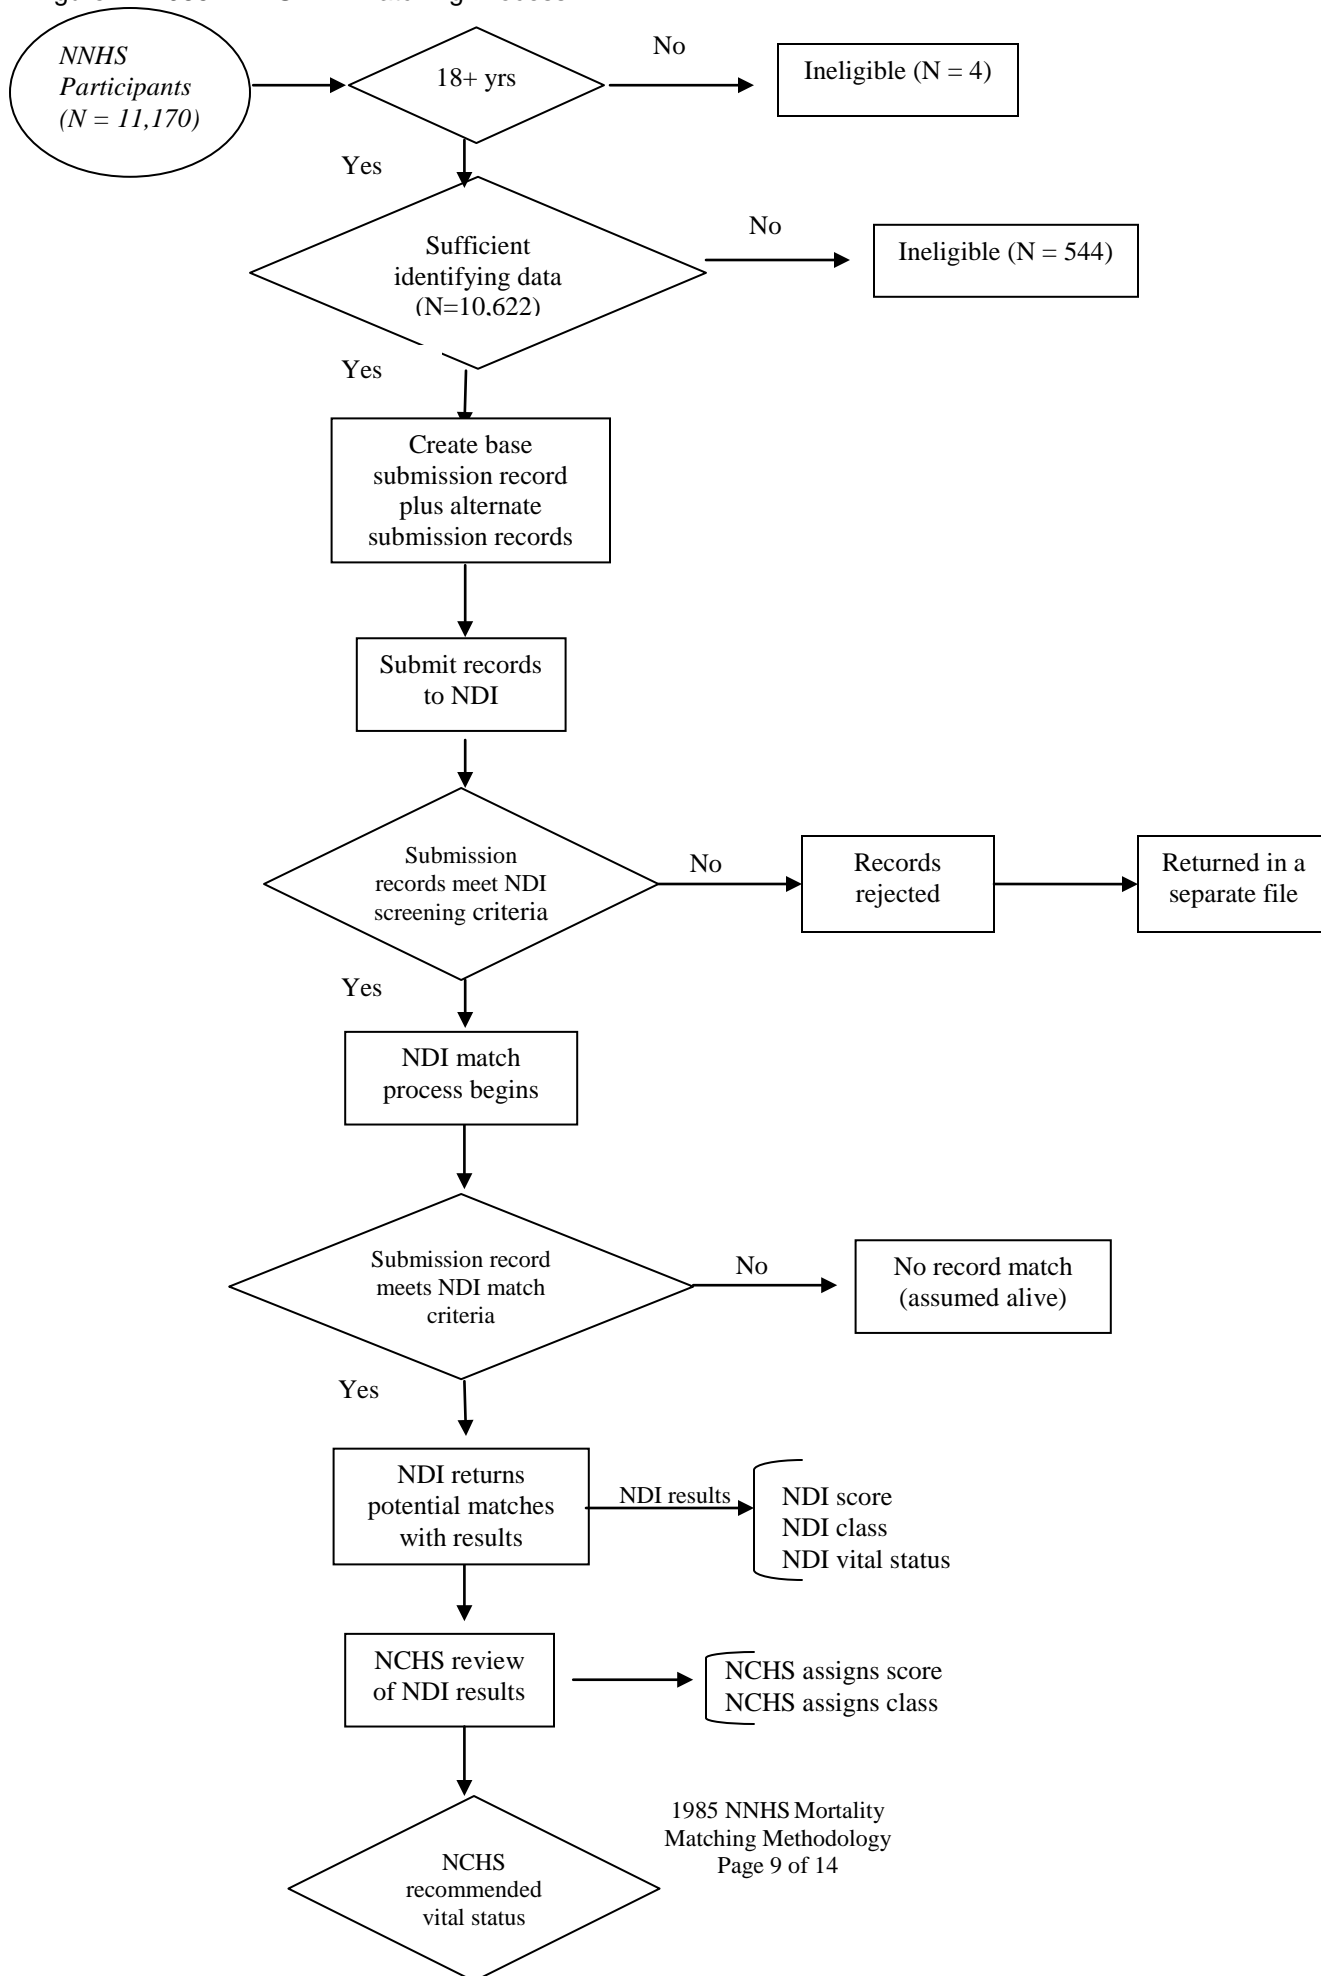 NNHS
Participants
(N = 11,170)
18+ yrs
No
Ineligible (N = 4)
Yes
Sufficient
identifying data
(N=10,622)
No
Ineligible (N = 544)
Yes
Create base
submission record
plus alternate
submission records
Submit records
to NDI
Submission
records meet NDI
screening criteria
No
Records
rejected
Returned in a
separate file
Yes
NDI match
process begins
Submission record
meets NDI match
criteria
No
No record match
(assumed alive)
Yes
NDI returns
potential matches
with results
NDI results
NDI score
NDI class
NDI vital status
NCHS review
of NDI results
NCHS assigns score
NCHS assigns class
NCHS
recommended
vital status
1985 NNHS Mortality
Matching Methodology
Page 9 of 14